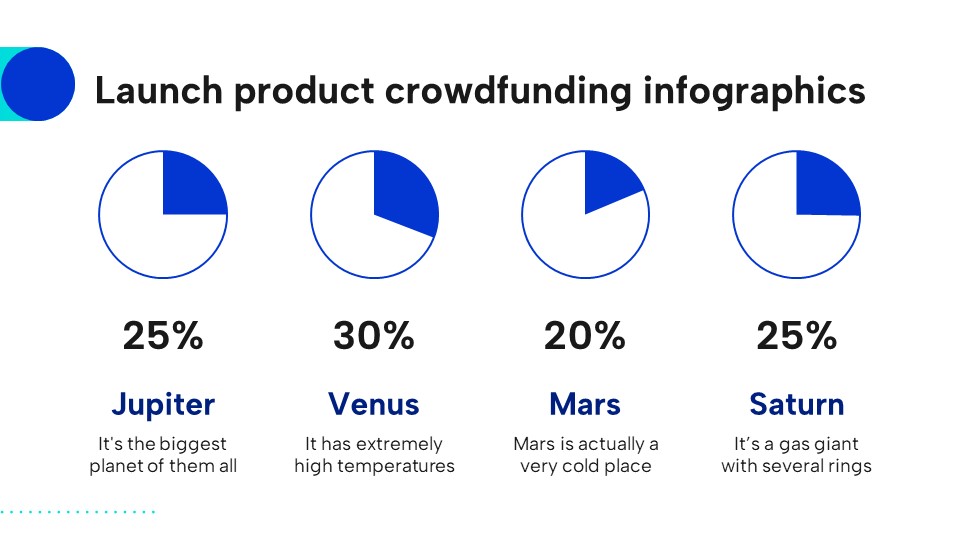 Launch product crowdfunding infographics
25%
30%
20%
25%
Jupiter
Venus
Mars
Saturn
It's the biggest
planet of them all
It has extremely
high temperatures
Mars is actually a
very cold place
It’s a gas giant
with several rings